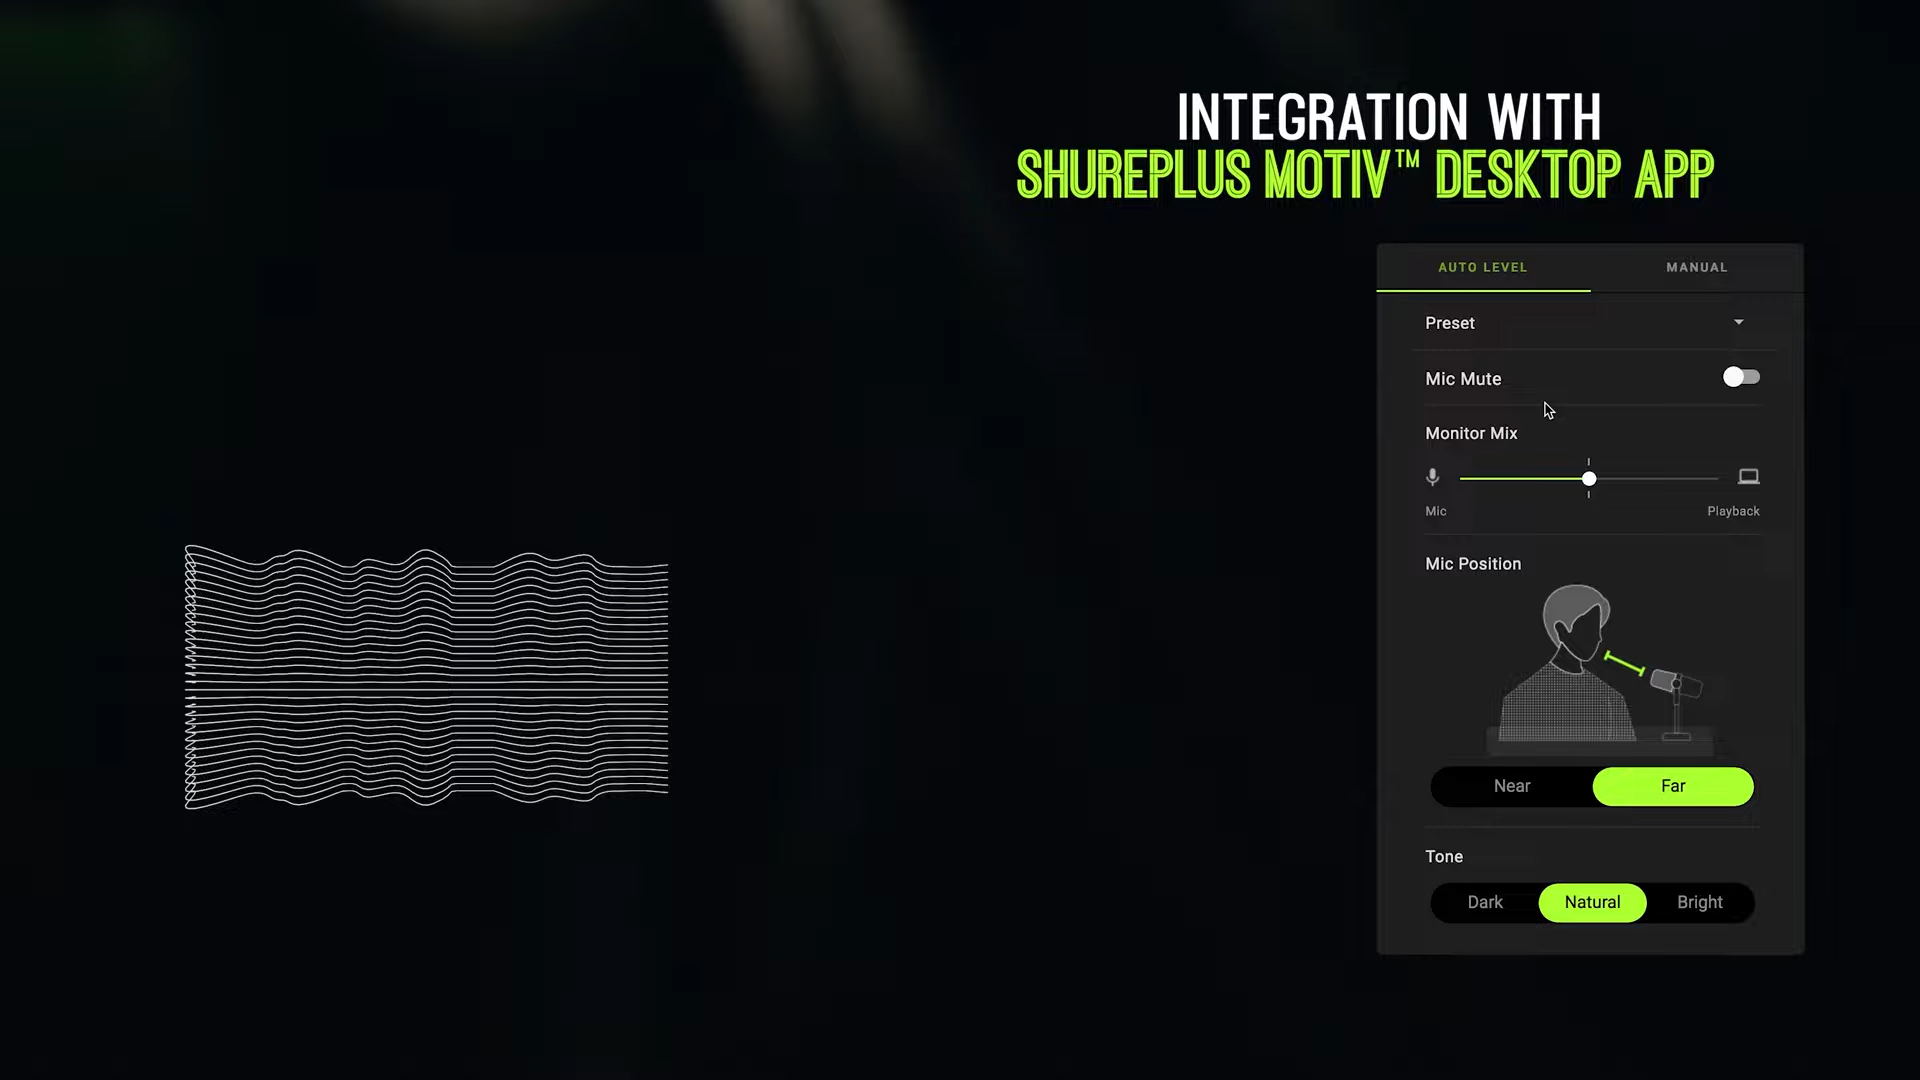 INTEGRATION WITH
SHUREPLUS MOTIV™ DESKTOP APP
AUTO LEVEL MANUAL
Preset
Mic Mute
Monitor Mix
Mic Playback
Mic Position
Near Far
Tone
Dark Natural Bright